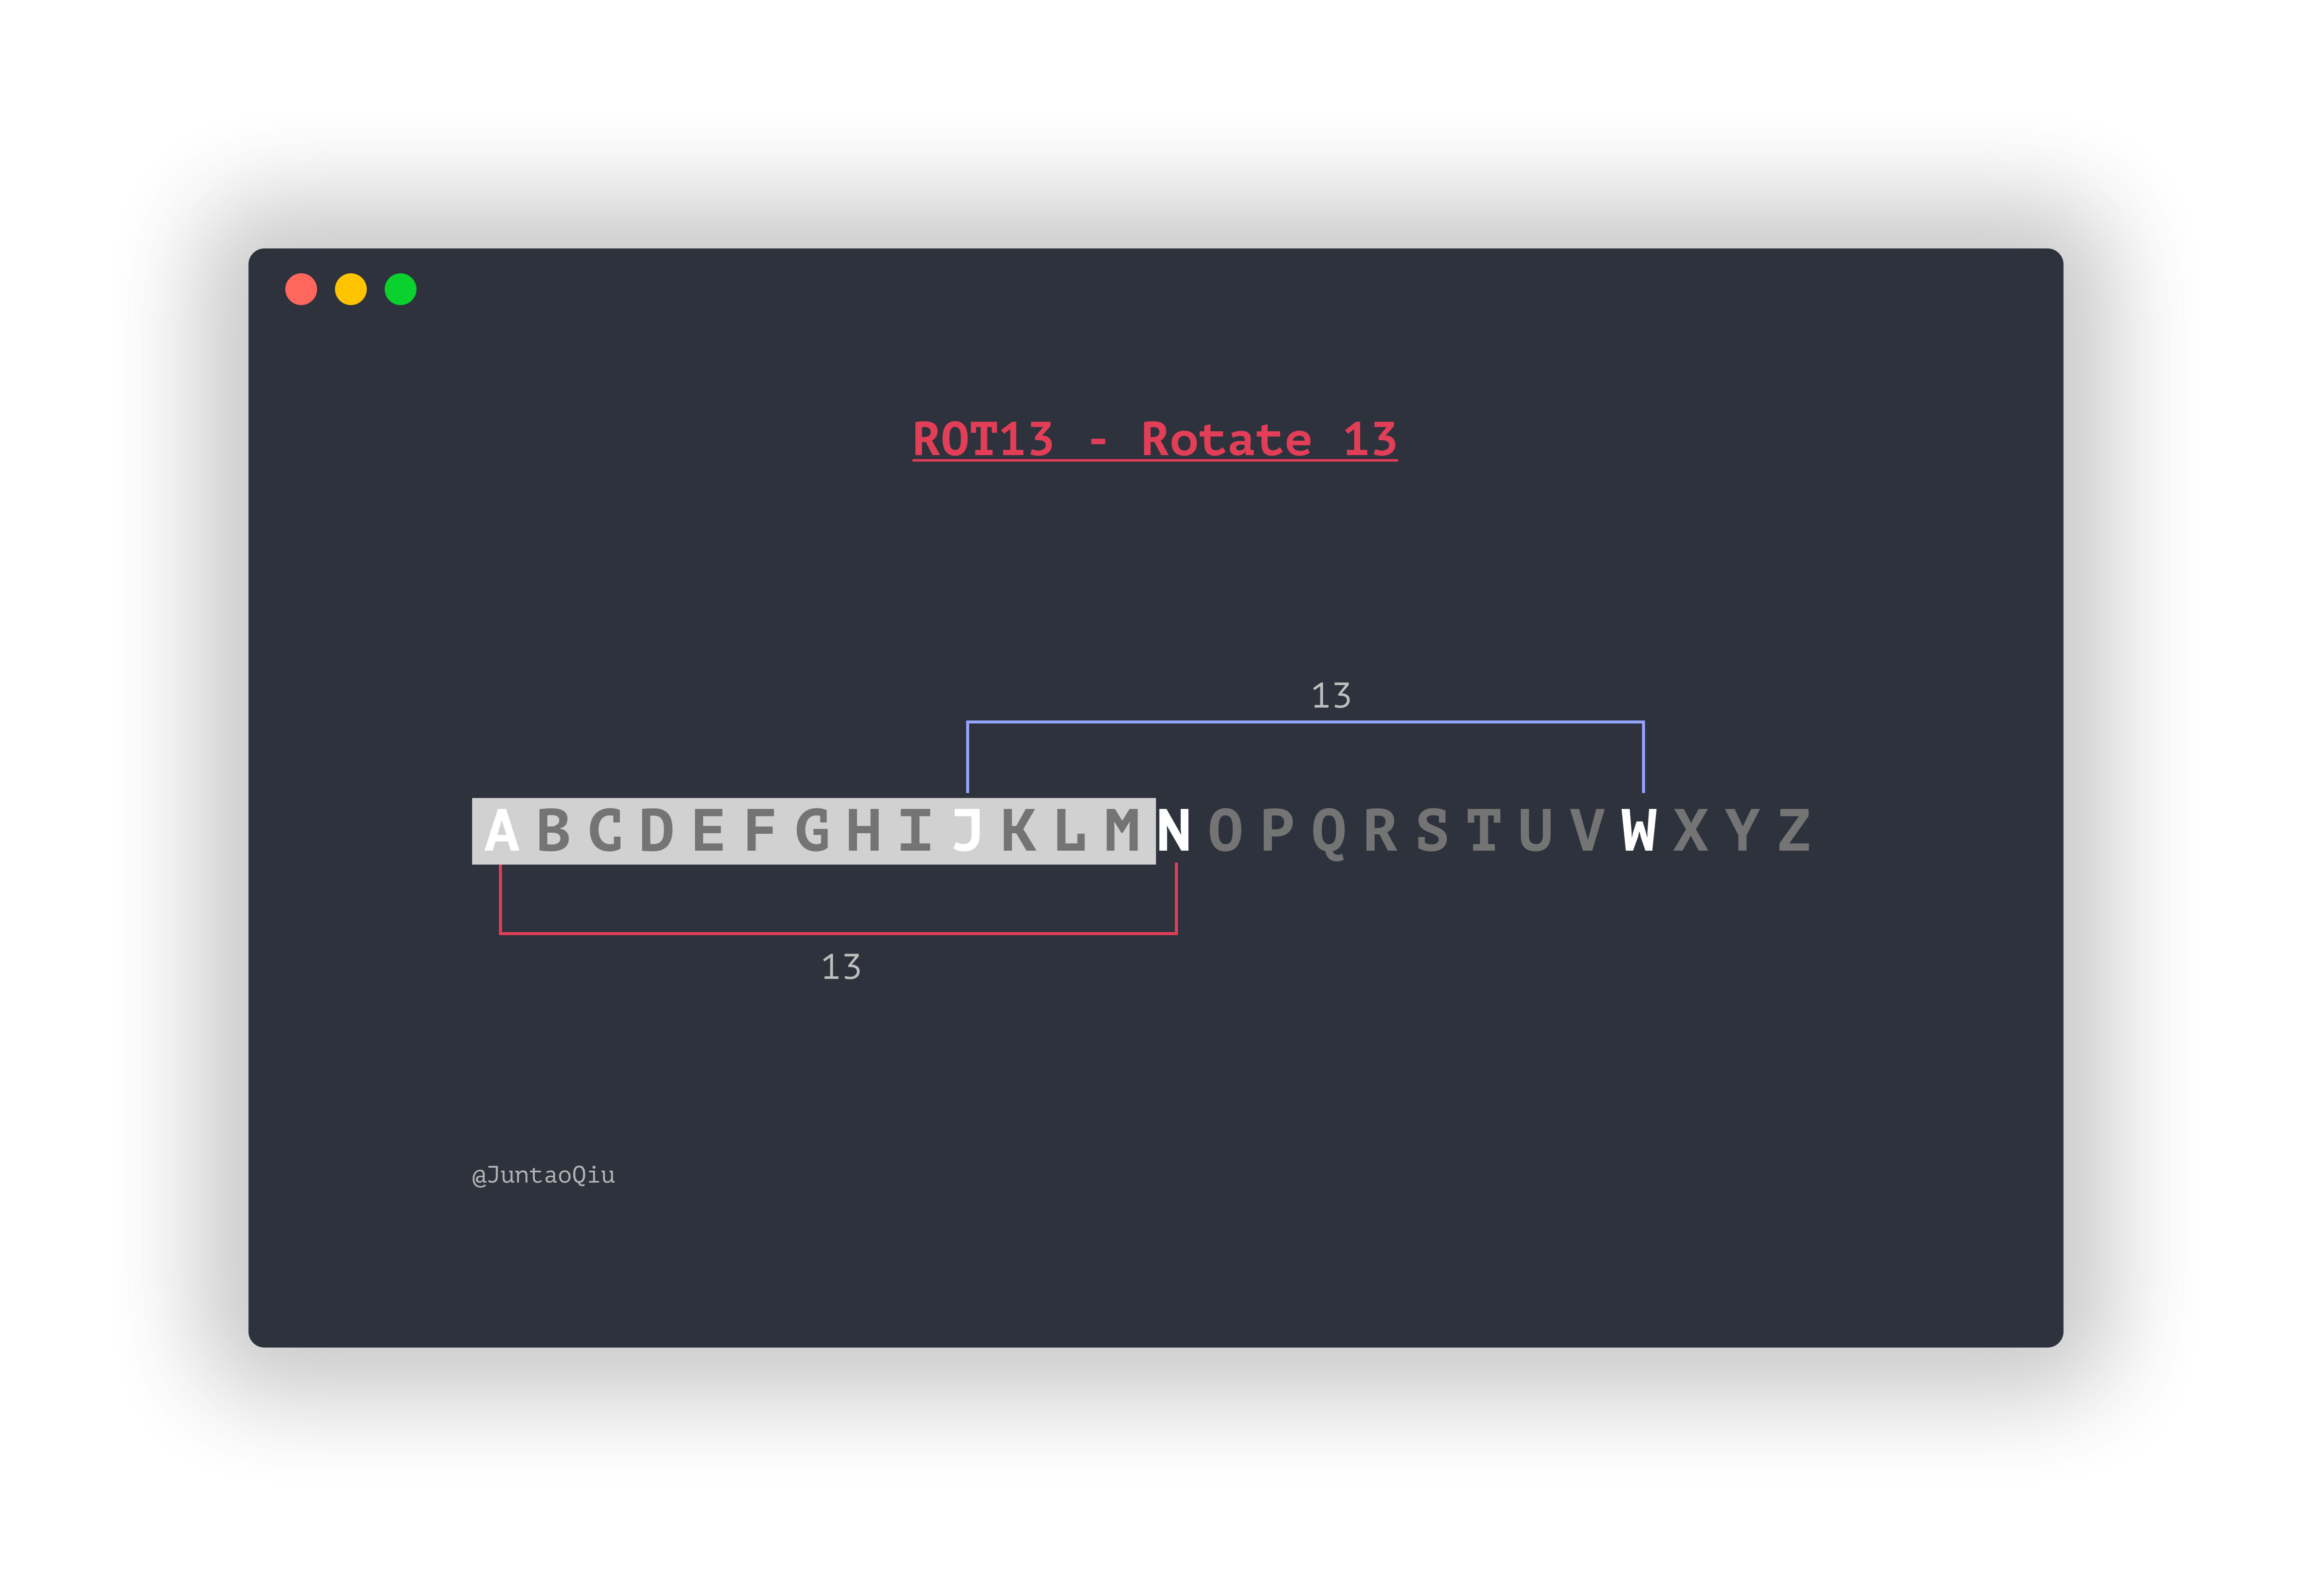 ROT13 - Rotate 13
13
A B C D E F G H I J K L M N O P Q R S T U V W X Y Z
13
@JuntaoQiu